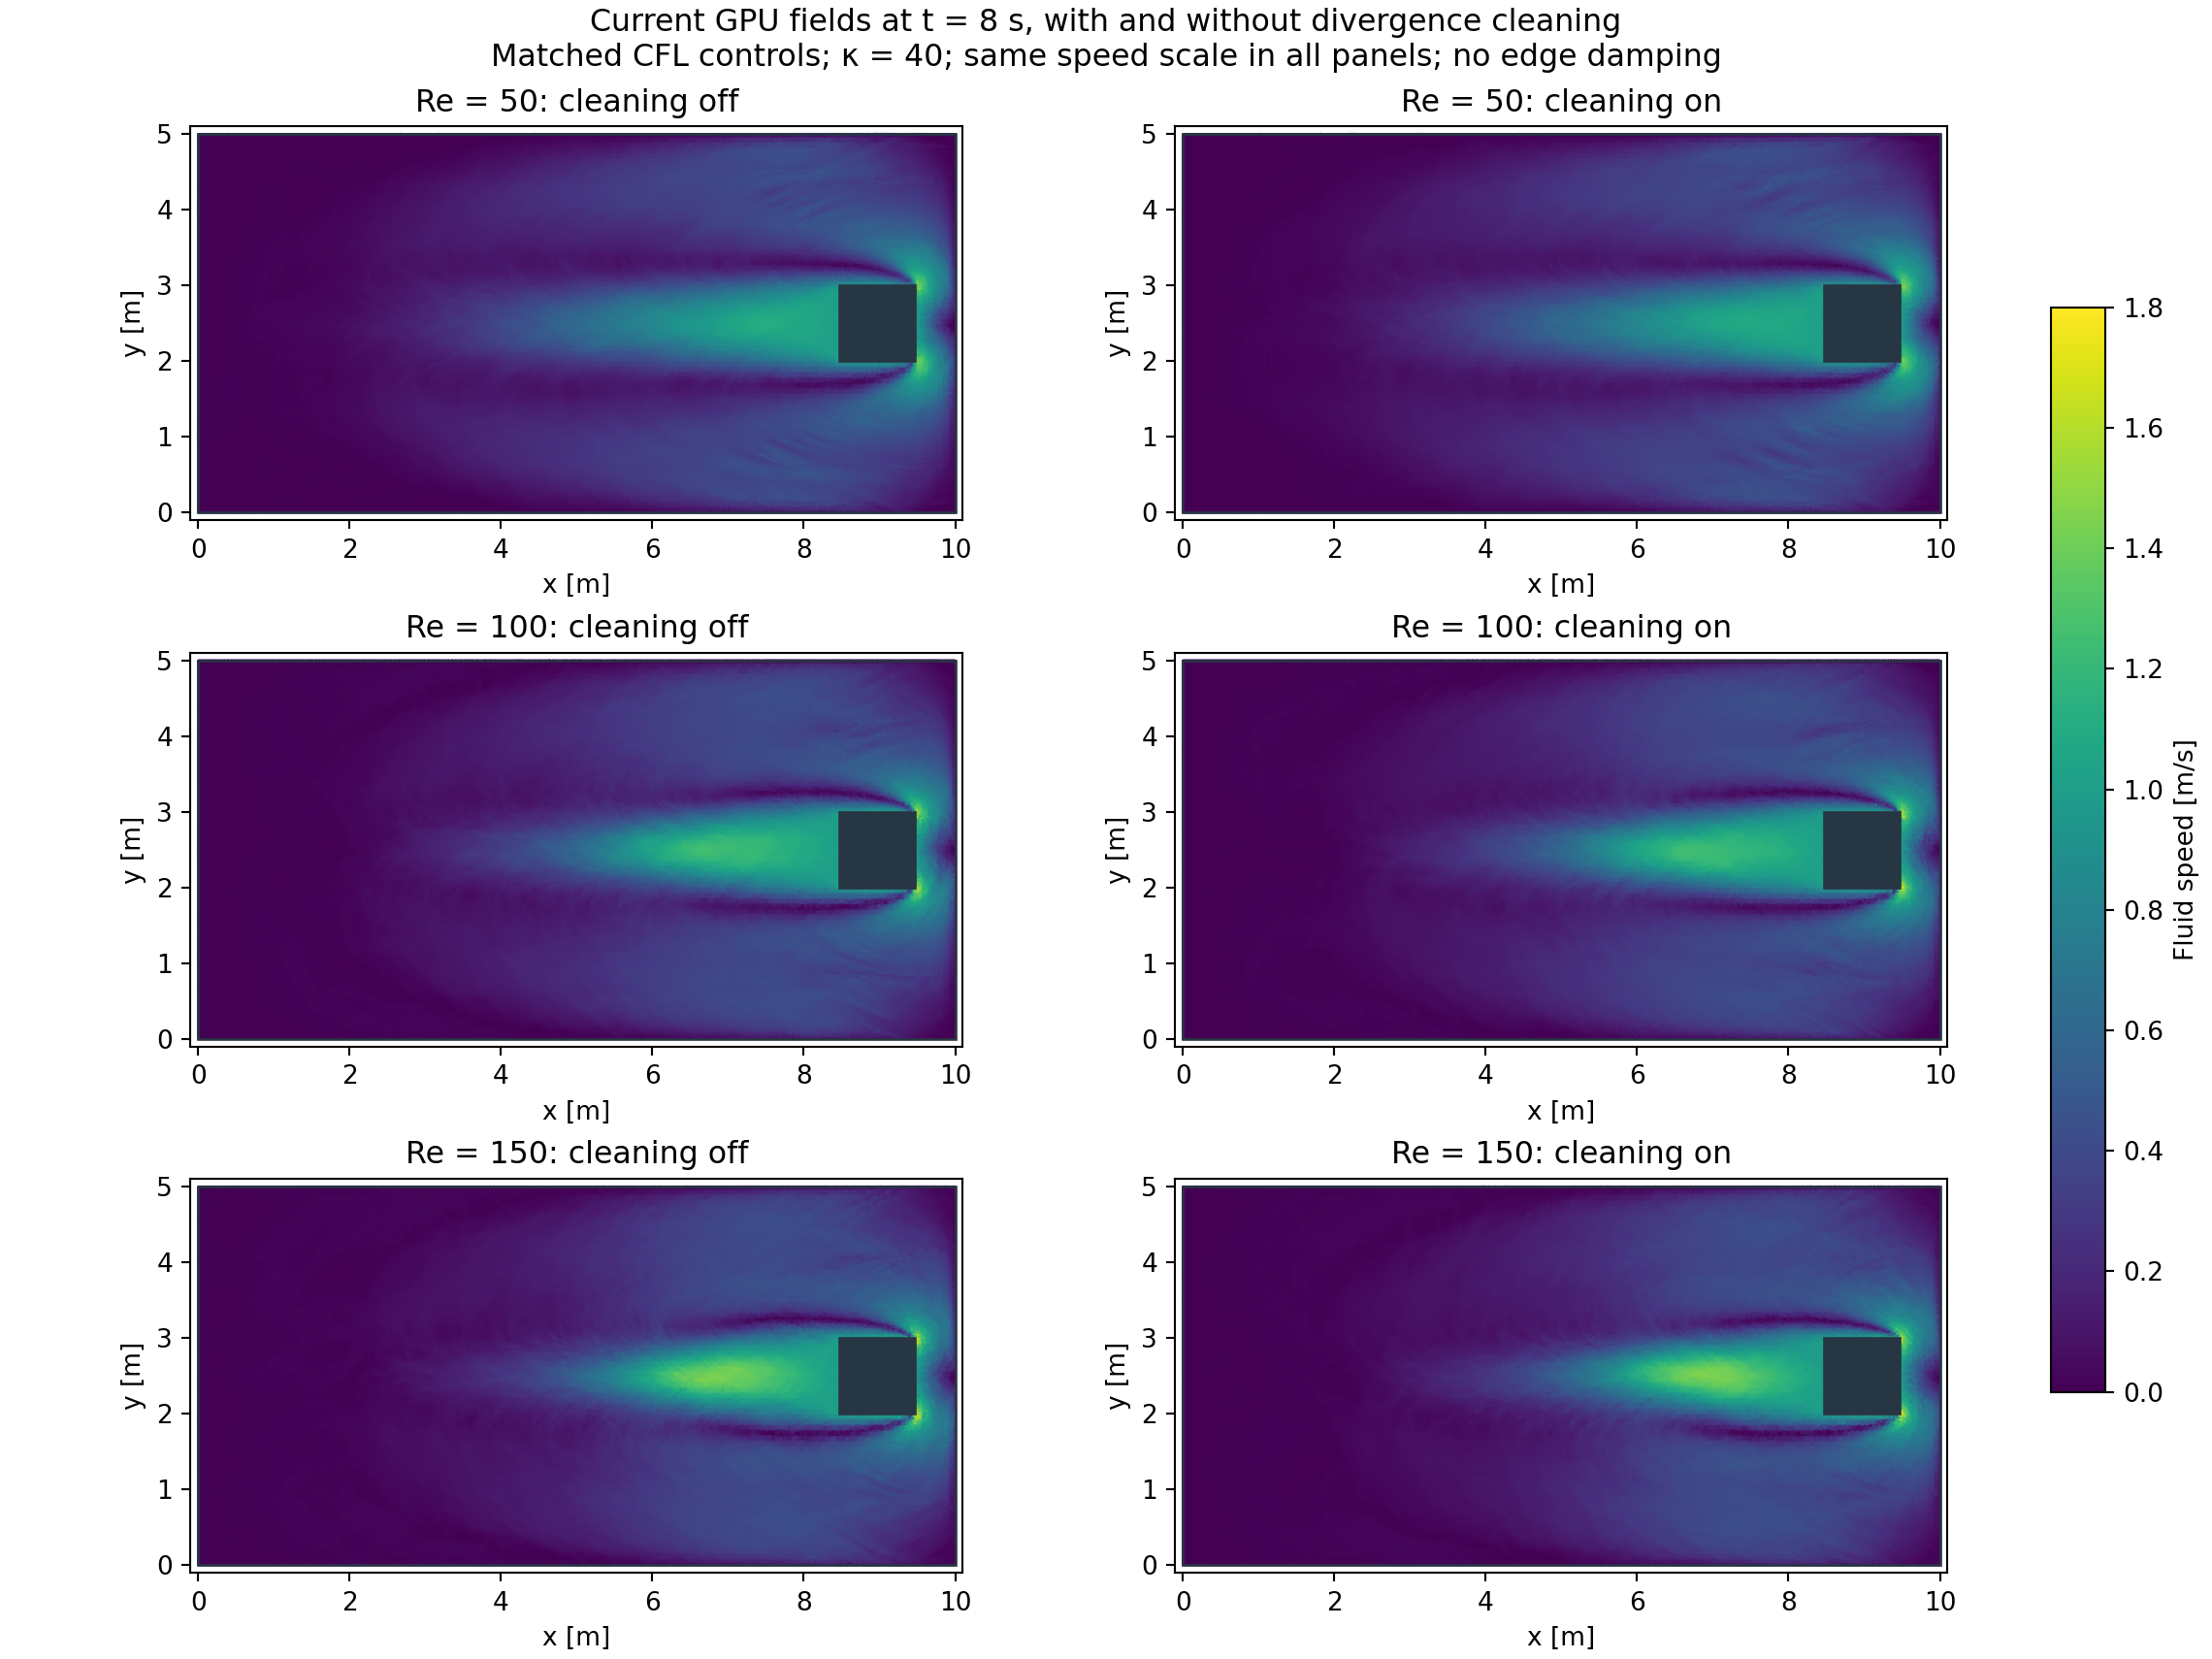 Current GPU fields at t = 8 s, with and without divergence cleaning
Matched CFL controls; κ = 40; same speed scale in all panels; no edge damping
Re = 50: cleaning off
5
4
3
2
1
0
y [m]
0 2 4 6 8 10
x [m]
Re = 50: cleaning on
5
4
3
2
1
0
y [m]
0 2 4 6 8 10
x [m]
Re = 100: cleaning off
5
4
3
2
1
0
y [m]
0 2 4 6 8 10
x [m]
Re = 100: cleaning on
5
4
3
2
1
0
y [m]
0 2 4 6 8 10
x [m]
Re = 150: cleaning off
5
4
3
2
1
0
y [m]
0 2 4 6 8 10
x [m]
Re = 150: cleaning on
5
4
3
2
1
0
y [m]
0 2 4 6 8 10
x [m]
1.8
1.6
1.4
1.2
1.0
0.8
0.6
0.4
0.2
0.0
Fluid speed [m/s]